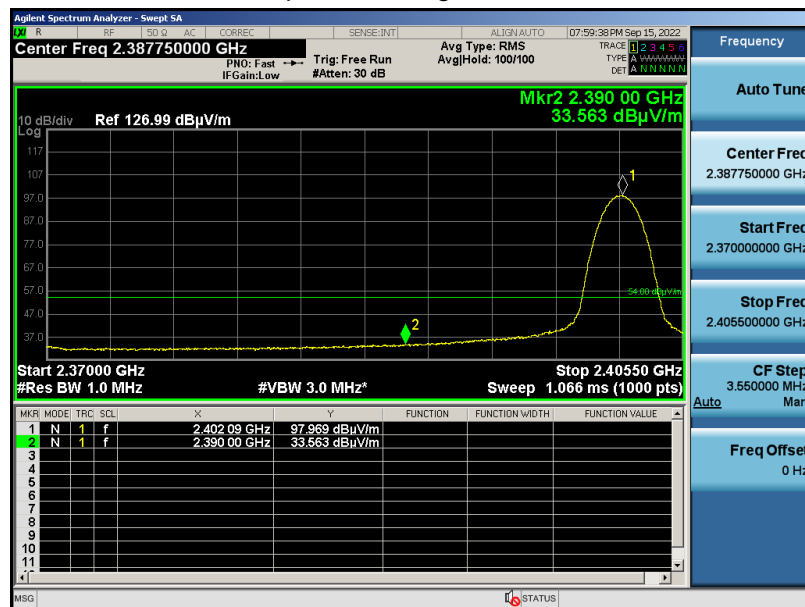 Agilent Spectrum Analyzer - Swept SA
LXI R RF 50 Ω AC CORREC SENSE:INT ALIGN AUTO 07:59:38 PM Sep 15, 2022
Center Freq 2.387750000 GHz
PNO: Fast
IFGain:Low
Trig: Free Run
#Atten: 30 dB
Avg Type: RMS
Avg|Hold: 100/100
TRACE 1 2 3 4 5 6
TYPE A WWWWW
DET A N N N N N
Mkr2 2.390 00 GHz
33.563 dBµV/m
10 dB/div
Log
Ref 126.99 dBµV/m
117
107
97.0
87.0
77.0
67.0
57.0
47.0
37.0
1
54.00 dBµV/m
2
Start 2.37000 GHz Stop 2.40550 GHz
#Res BW 1.0 MHz #VBW 3.0 MHz* Sweep 1.066 ms (1000 pts)
MKR MODE TRC SCL X Y FUNCTION FUNCTION WIDTH FUNCTION VALUE
1 N 1 f 2.402 09 GHz 97.969 dBµV/m
2 N 1 f 2.390 00 GHz 33.563 dBµV/m
3
4
5
6
7
8
9
10
11
MSG STATUS
Frequency
Auto Tune
Center Freq
2.387750000 GHz
Start Freq
2.370000000 GHz
Stop Freq
2.405500000 GHz
CF Step
3.550000 MHz
Auto Man
Freq Offset
0 Hz